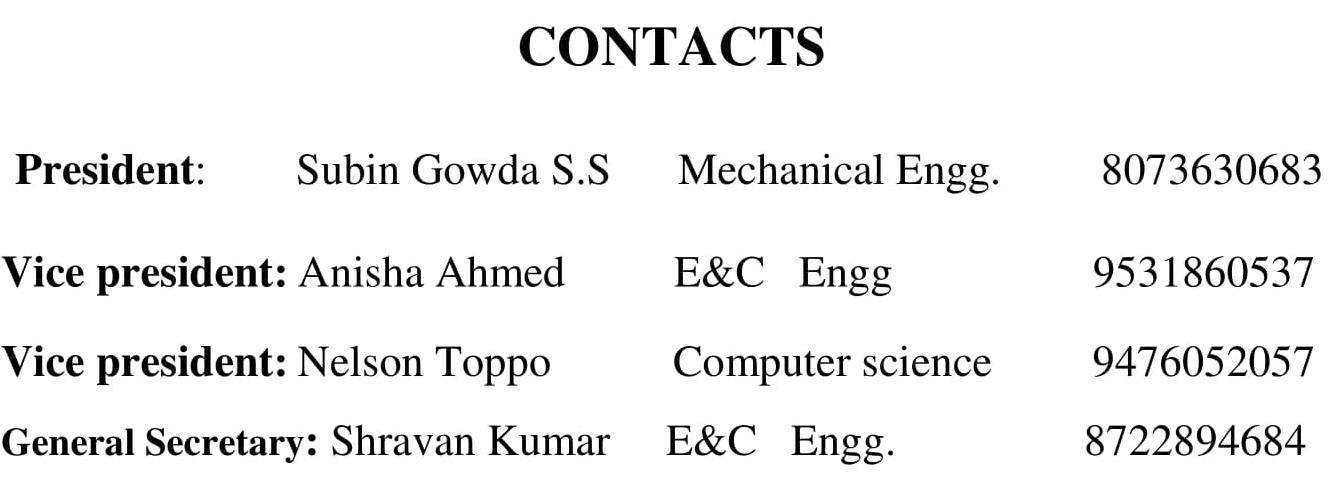 CONTACTS
President: Subin Gowda S.S Mechanical Engg. 8073630683
Vice president: Anisha Ahmed E&C Engg 9531860537
Vice president: Nelson Toppo Computer science 9476052057
General Secretary: Shravan Kumar E&C Engg. 8722894684